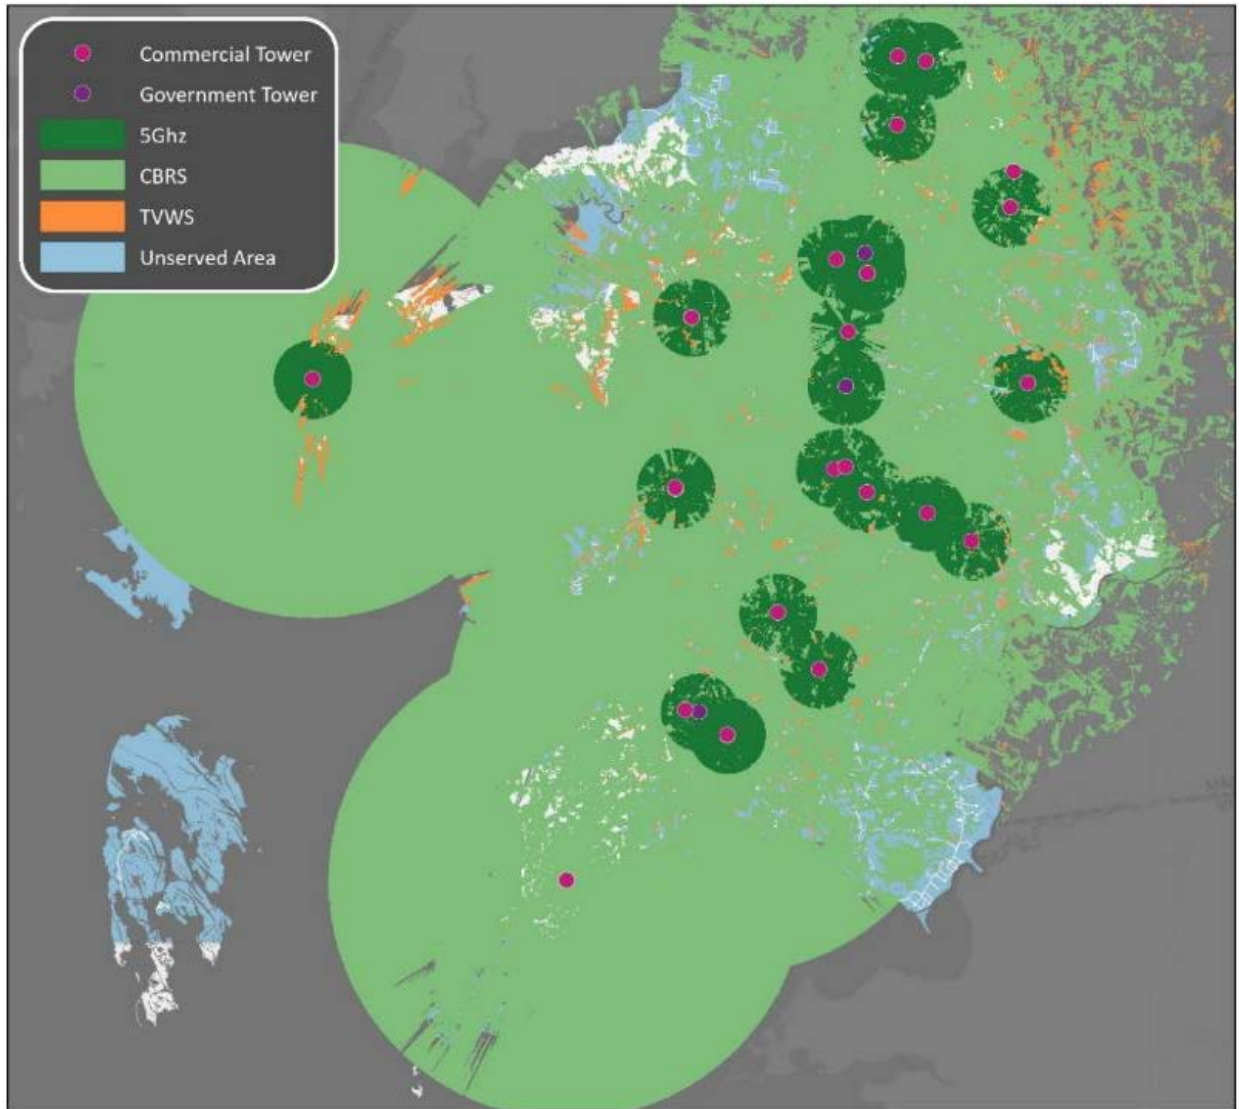 Commercial Tower
Government Tower
5Ghz
CBRS
TVWS
Unserved Area